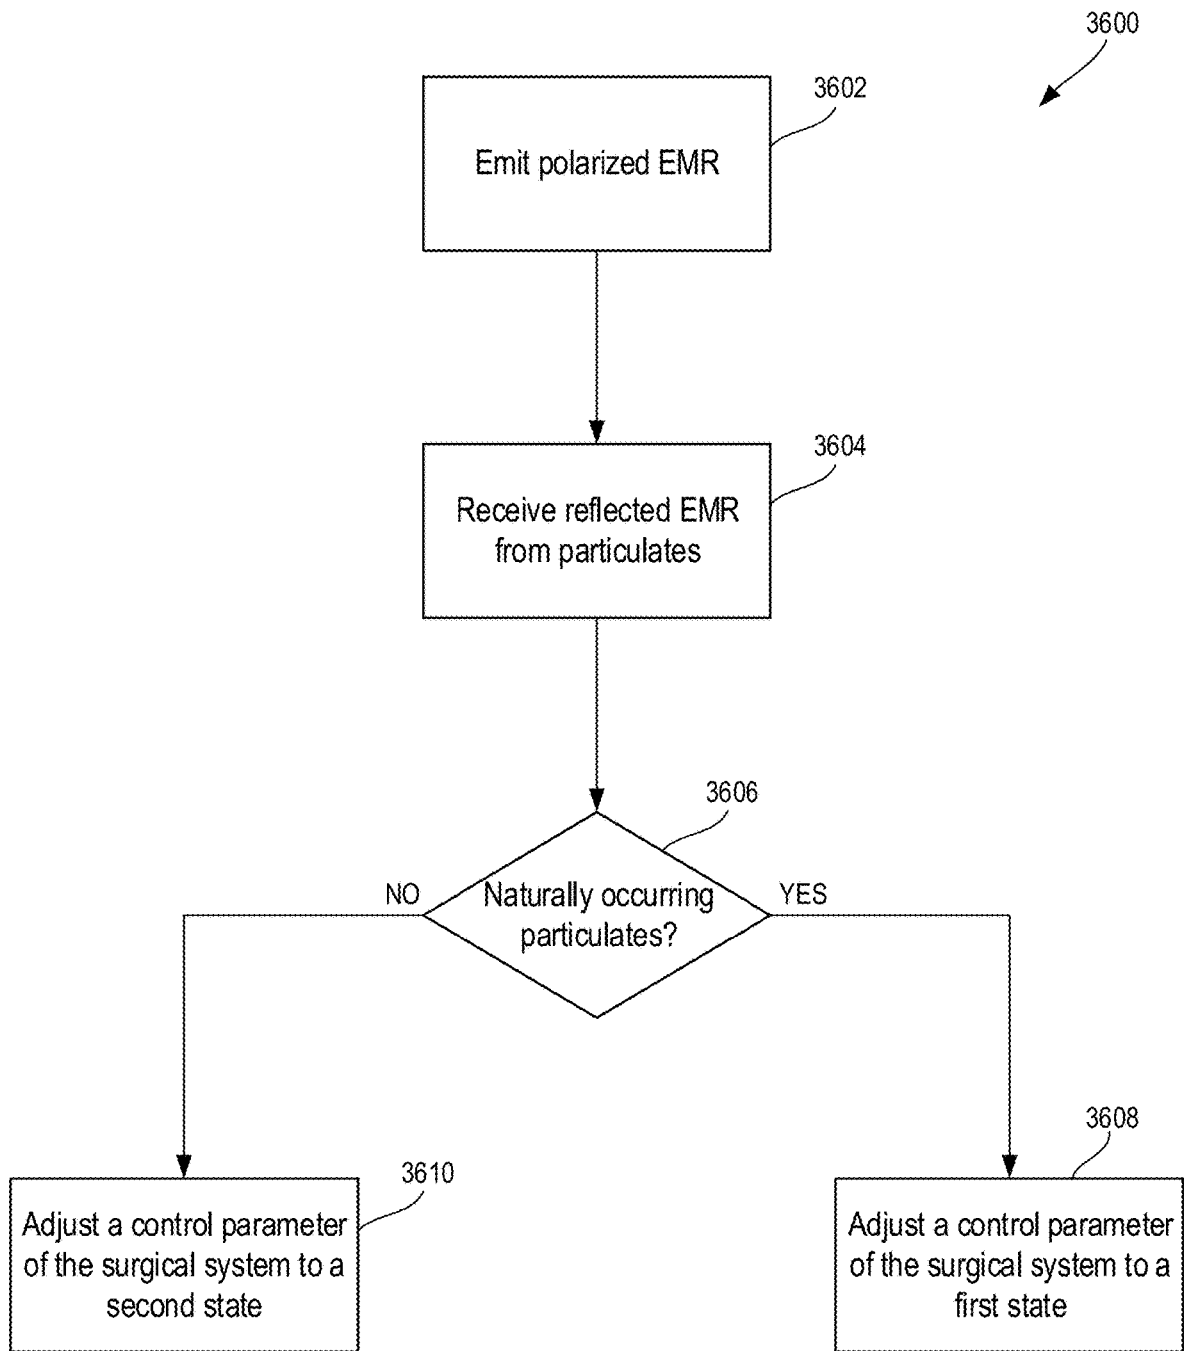 3600
3602
Emit polarized EMR
3604
Receive reflected EMR
from particulates
3606
NO
Naturally occurring
particulates?
YES
3608
3610
Adjust a control parameter
of the surgical system to a
second state
Adjust a control parameter
of the surgical system to a
first state